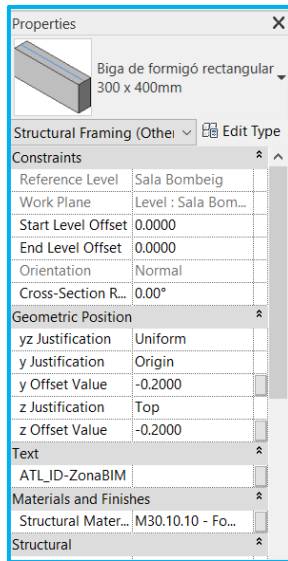 Properties
Biga de formigó rectangular
300 x 400mm
Structural Framing (Other Edit Type
Constraints
Reference Level Sala Bombeig
Work Plane Level : Sala Bom...
Start Level Offset 0.0000
End Level Offset 0.0000
Orientation Normal
Cross-Section R... 0.00°
Geometric Position
yz Justification Uniform
y Justification Origin
y Offset Value -0.2000
z Justification Top
z Offset Value -0.2000
Text
ATL_ID-ZonaBIM
Materials and Finishes
Structural Mater... M30.10.10 - Fo...
Structural